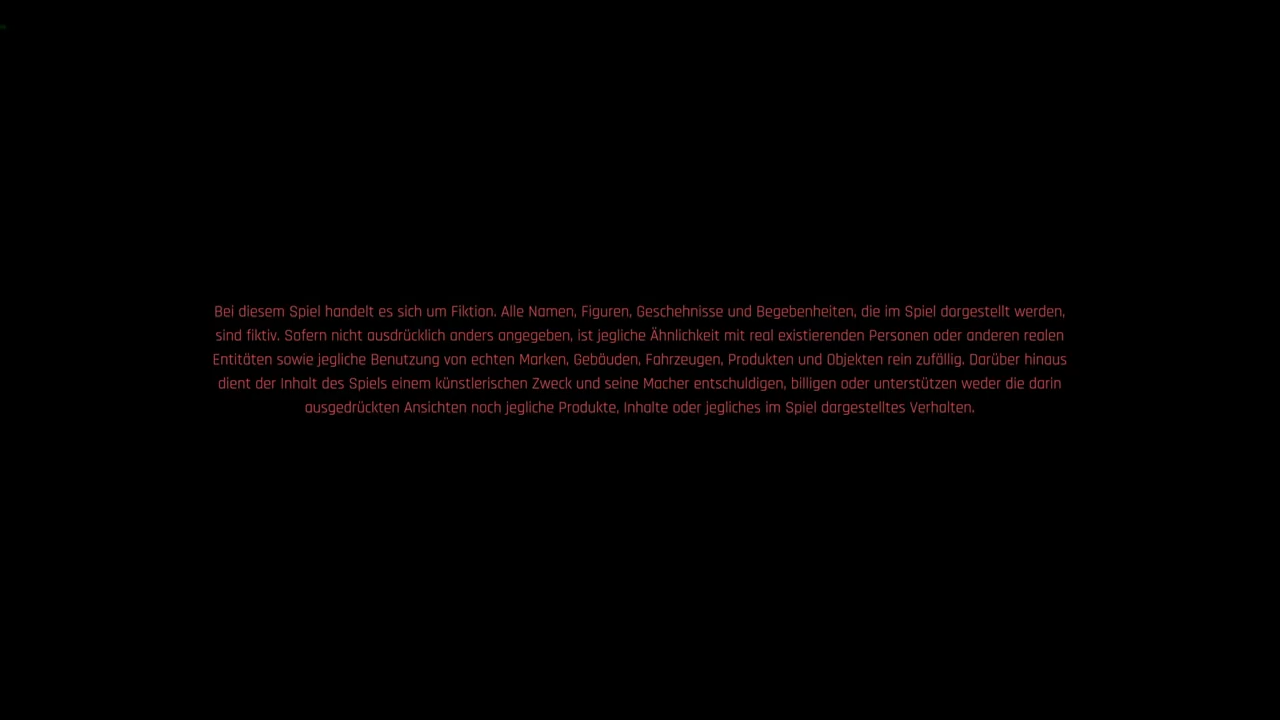 Bei diesem Spiel handelt es sich um Fiktion. Alle Namen, Figuren, Geschehnisse und Begebenheiten, die im Spiel dargestellt werden,
sind fiktiv. Sofern nicht ausdrücklich anders angegeben, ist jegliche Ähnlichkeit mit real existierenden Personen oder anderen realen
Entitäten sowie jegliche Benutzung von echten Marken, Gebäuden, Fahrzeugen, Produkten und Objekten rein zufällig. Darüber hinaus
dient der Inhalt des Spiels einem künstlerischen Zweck und seine Macher entschuldigen, billigen oder unterstützen weder die darin
ausgedrückten Ansichten noch jegliche Produkte, Inhalte oder jegliches im Spiel dargestelltes Verhalten.